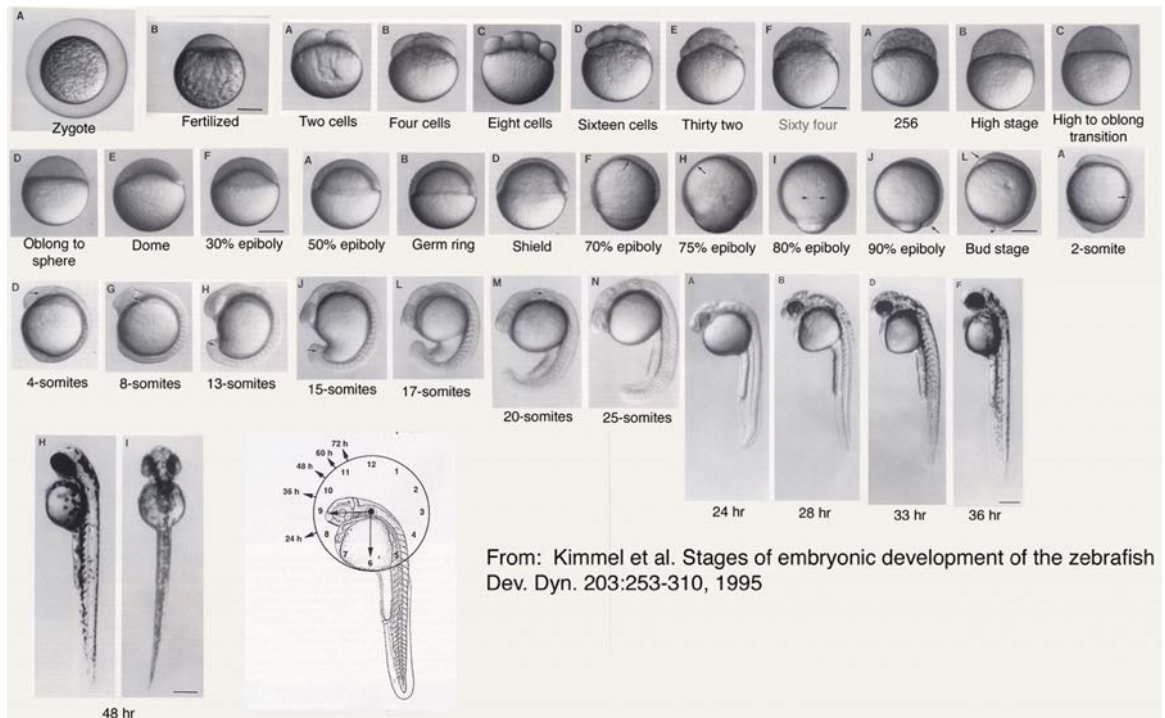 A
B
A
B
C
D
E
F
A
B
C
Zygote
Fertilized
Two cells
Four cells
Eight cells
Sixteen cells
Thirty two
Sixty four
256
High stage
High to oblong
transition
D
E
F
A
B
D
F
H
I
J
L
A
Oblong to
sphere
Dome
30% epiboly
50% epiboly
Germ ring
Shield
70% epiboly
75% epiboly
80% epiboly
90% epiboly
Bud stage
2-somite
D
G
H
J
L
M
N
A
B
D
F
4-somites
8-somites
13-somites
15-somites
17-somites
20-somites
25-somites
24 hr
28 hr
33 hr
36 hr
H
I
48 hr
72 h
60 h
48 h
36 h
24 h
12
1
2
3
4
5
6
7
8
9
10
11
From: Kimmel et al. Stages of embryonic development of the zebrafish
Dev. Dyn. 203:253-310, 1995